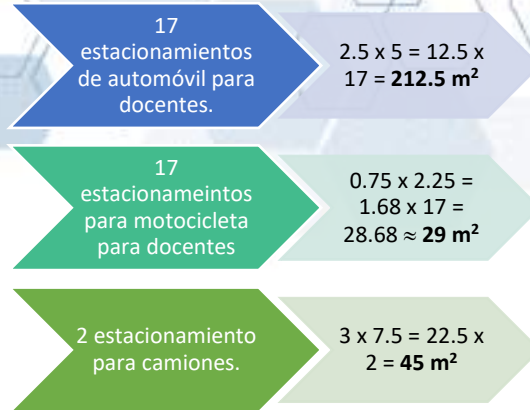 17
estacionamientos
de automóvil para
docentes.
2.5 x 5 = 12.5 x
17 = 212.5 m²
17
estacionameintos
para motocicleta
para docentes
0.75 x 2.25 =
1.68 x 17 =
28.68 ≈ 29 m²
2 estacionamiento
para camiones.
3 x 7.5 = 22.5 x
2 = 45 m²